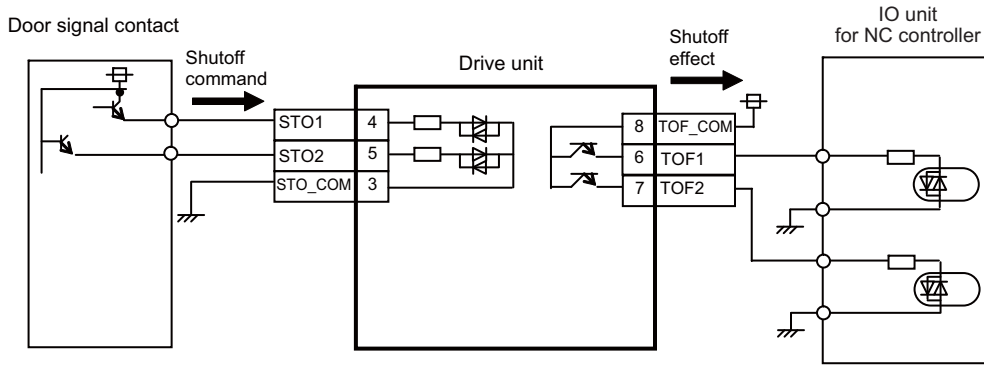 Door signal contact
Shutoff
command
STO1 4
STO2 5
STO_COM 3
Drive unit
Shutoff
effect
8 TOF_COM
6 TOF1
7 TOF2
IO unit
for NC controller